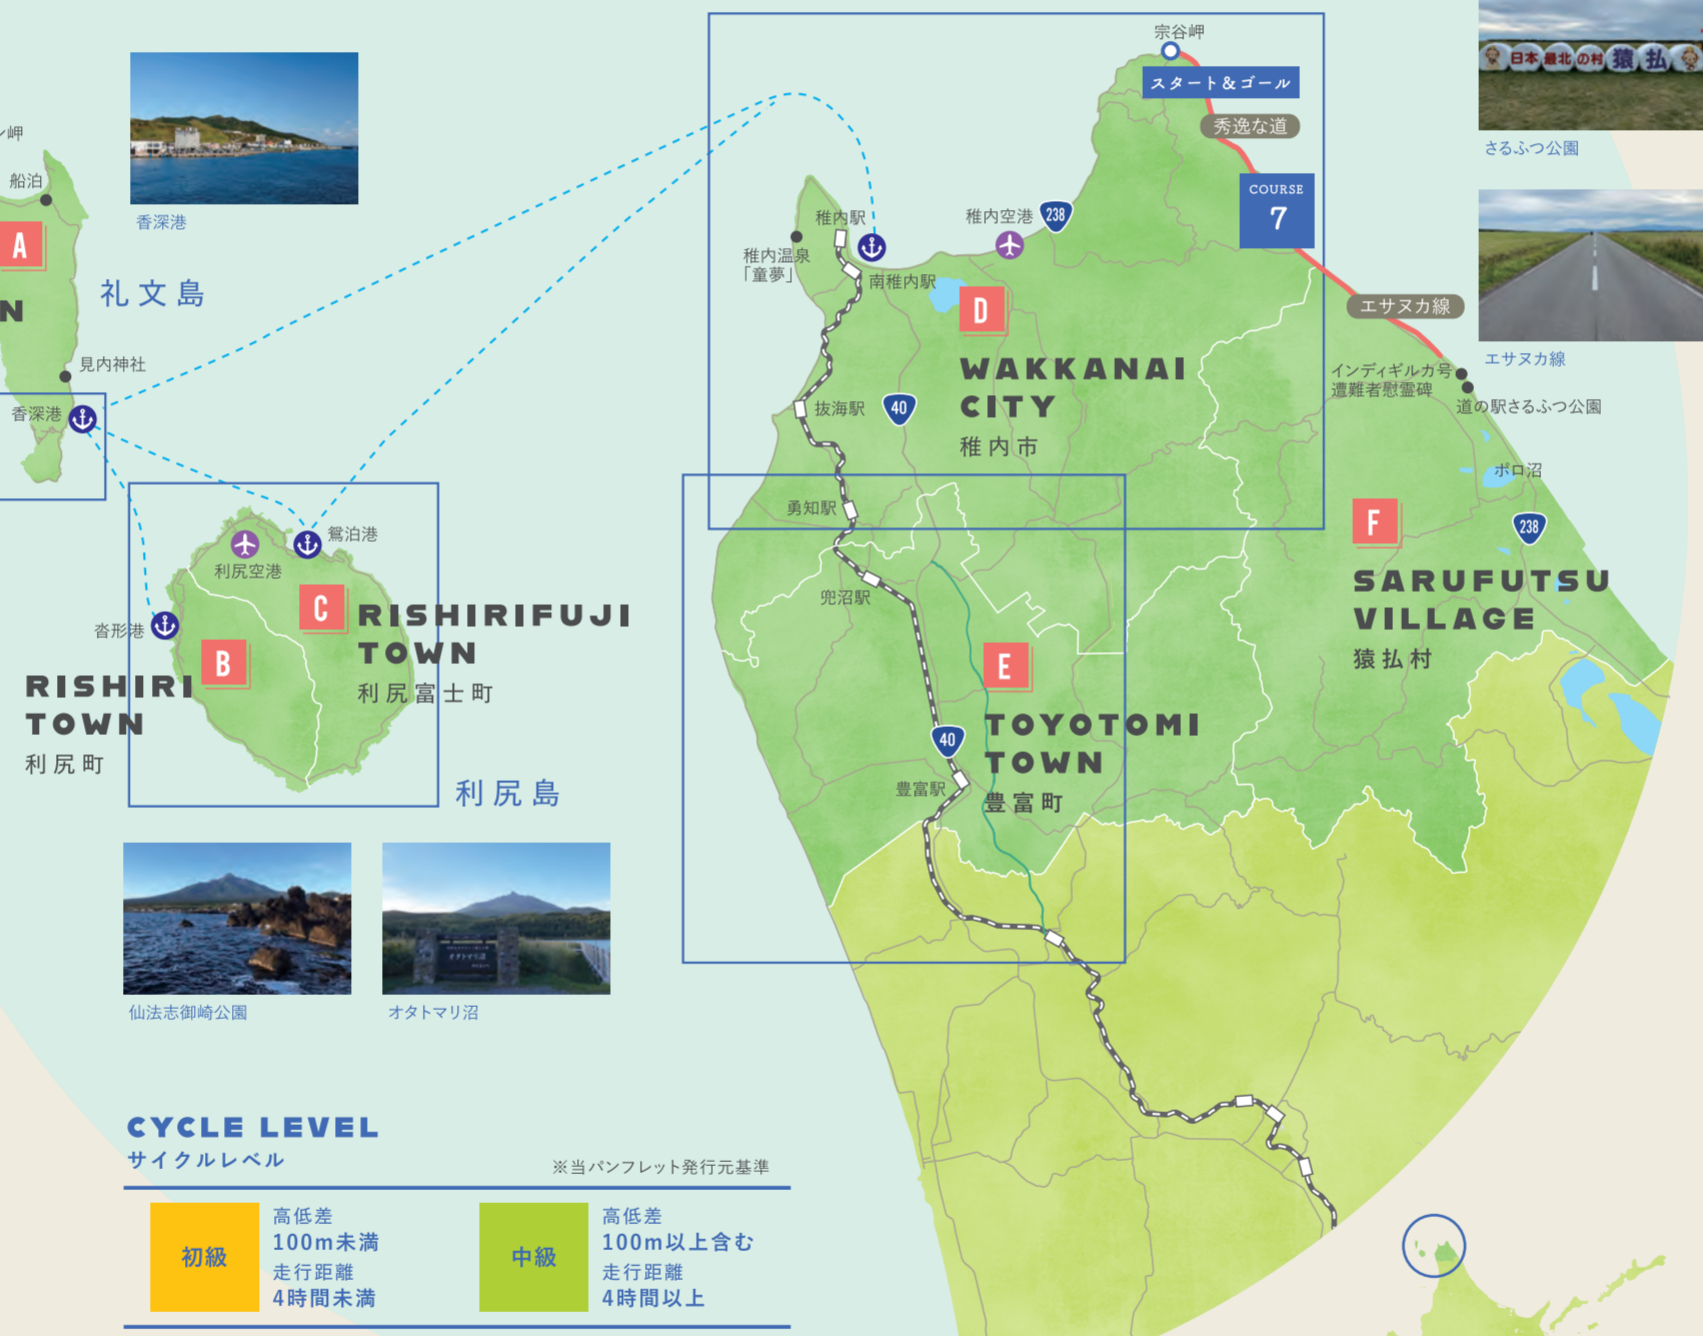 宗谷岬
スタート&ゴール
秀逸な道
日本最北の村 猿払
さるふつ公園
岬
船泊
A
香深港
礼文島
N
稚内駅
稚内空港
238
COURSE
7
稚内温泉
「童夢」
南稚内駅
D
エサヌカ線
エサヌカ線
見内神社
WAKKANAI
CITY
稚内市
インディギルカ号
遭難者慰霊碑
道の駅さるふつ公園
香深港
抜海駅
40
ポロ沼
勇知駅
F
238
鴛泊港
利尻空港
兜沼駅
SARUFUTSU
VILLAGE
猿払村
C
RISHIRIFUJI
TOWN
利尻富士町
沓形港
B
E
RISHIRI
TOWN
利尻町
TOYOTOMI
TOWN
豊富町
40
豊富駅
利尻島
オタトマリ沼
仙法志御崎公園
オタトマリ沼
CYCLE LEVEL
サイクルレベル
※当パンフレット発行元基準
初級
高低差
100m未満
走行距離
4時間未満
中級
高低差
100m以上含む
走行距離
4時間以上